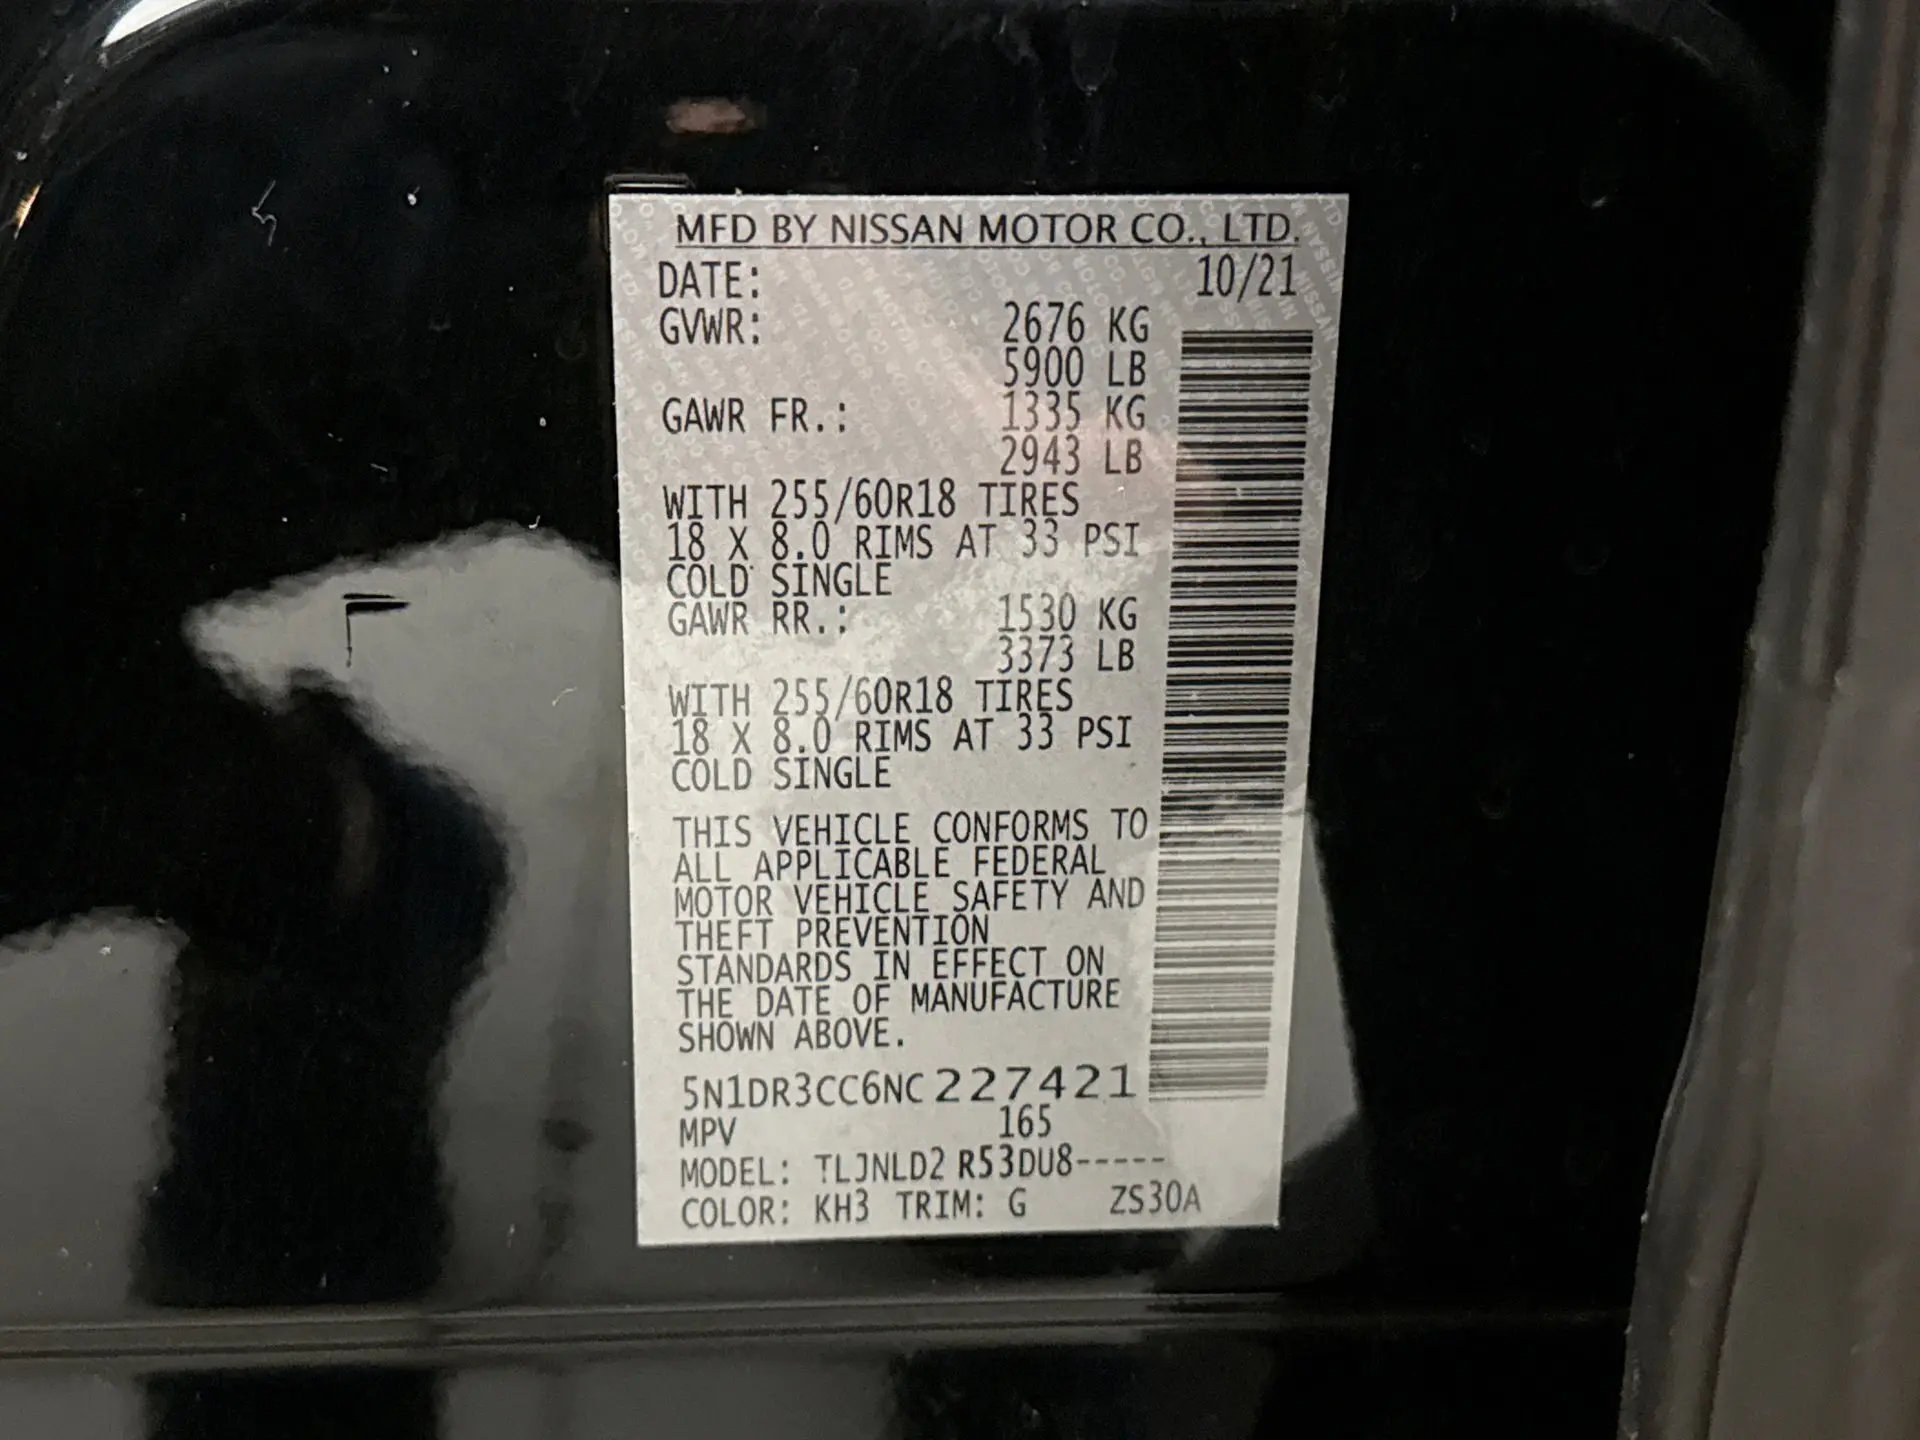 MFD BY NISSAN MOTOR CO., LTD.
DATE: 10/21
GVWR: 2676 KG
5900 LB
GAWR FR.: 1335 KG
2943 LB
WITH 255/60R18 TIRES
18 X 8.0 RIMS AT 33 PSI
COLD SINGLE
GAWR RR.: 1530 KG
3373 LB
WITH 255/60R18 TIRES
18 X 8.0 RIMS AT 33 PSI
COLD SINGLE
THIS VEHICLE CONFORMS TO
ALL APPLICABLE FEDERAL
MOTOR VEHICLE SAFETY AND
THEFT PREVENTION
STANDARDS IN EFFECT ON
THE DATE OF MANUFACTURE
SHOWN ABOVE.
5N1DR3CC6NC227421
MPV 165
MODEL: TLJNLD2 R53DU8-----
COLOR: KH3 TRIM: G ZS30A